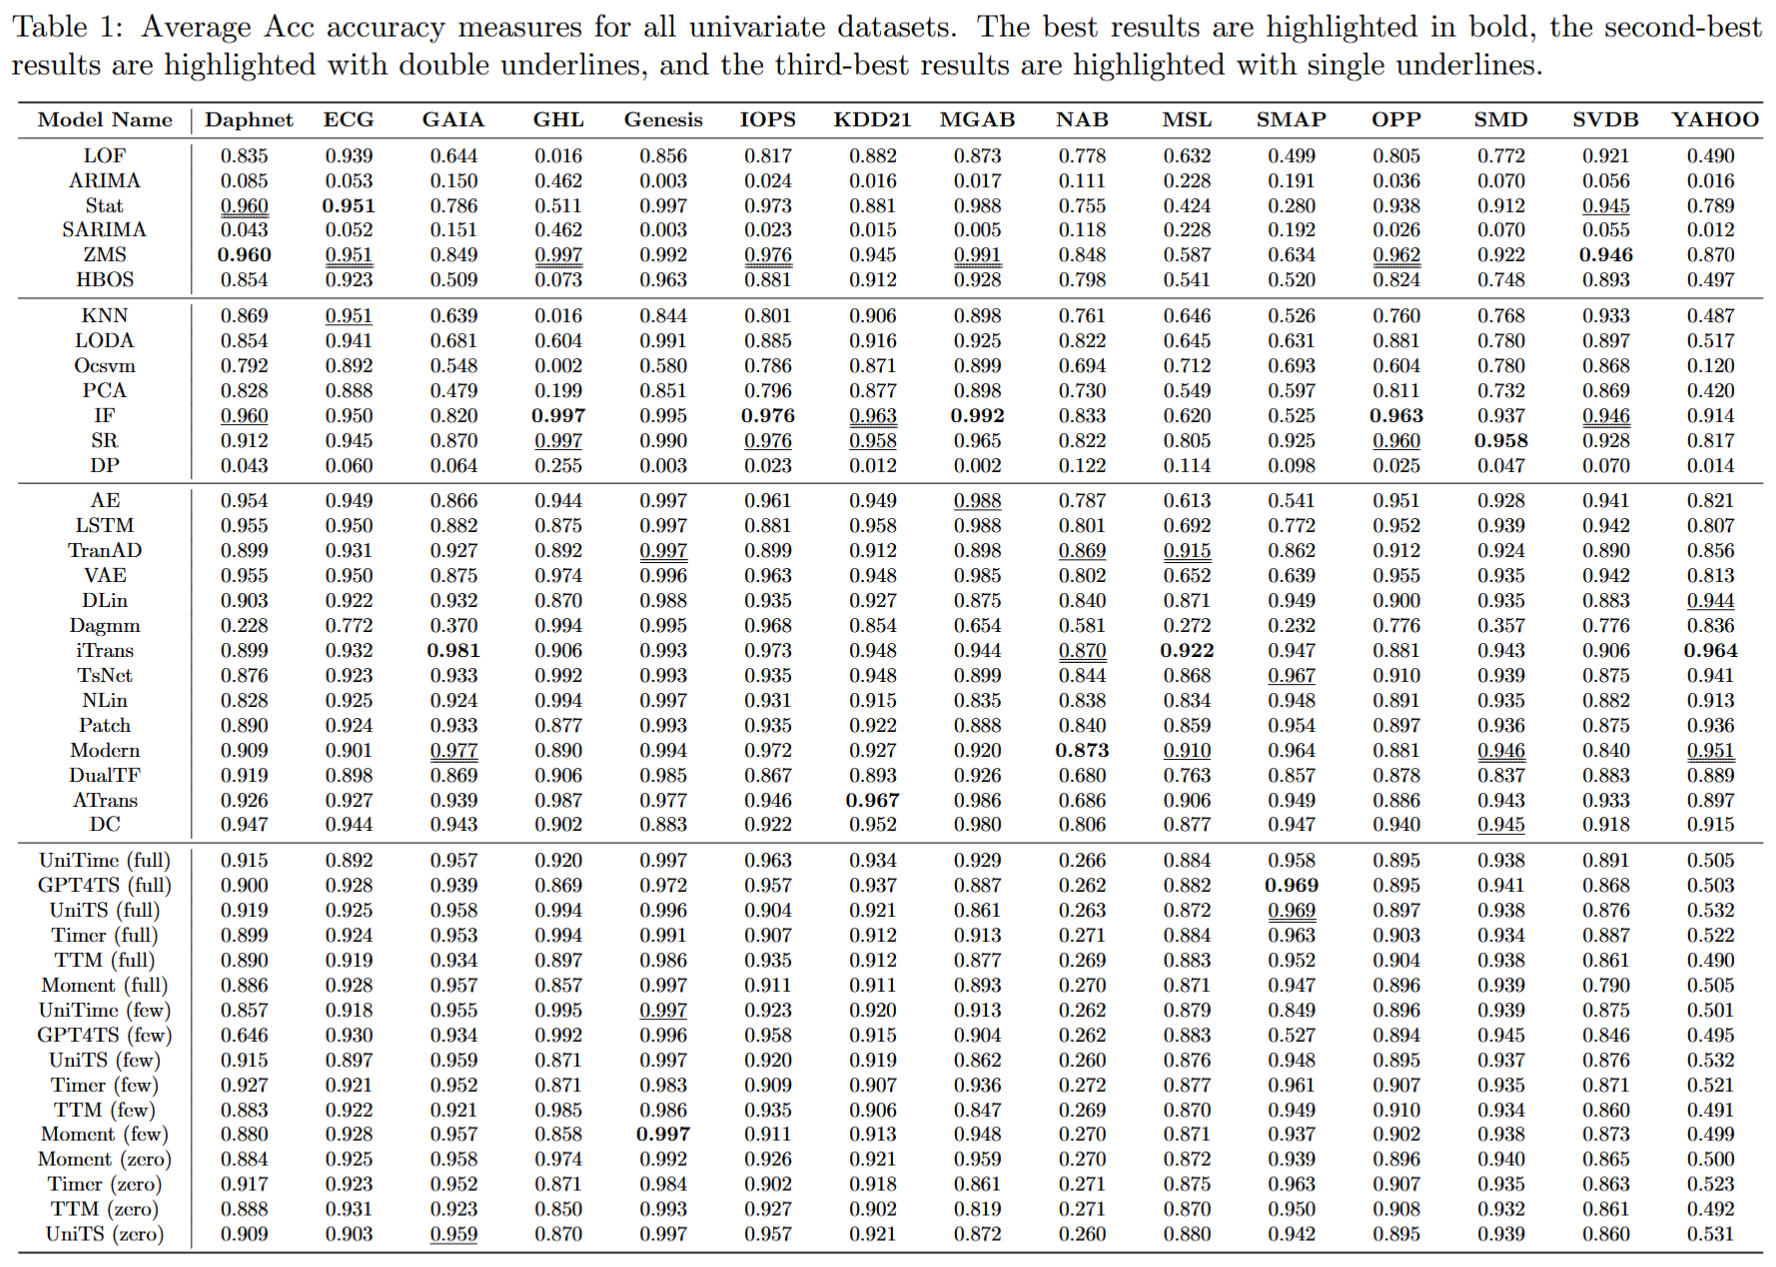 Table 1: Average Acc accuracy measures for all univariate datasets. The best results are highlighted in bold, the second-best
results are highlighted with double underlines, and the third-best results are highlighted with single underlines.
Model Name Daphnet ECG GAIA GHL Genesis IOPS KDD21 MGAB NAB MSL SMAP OPP SMD SVDB YAHOO
LOF 0.835 0.939 0.644 0.016 0.856 0.817 0.882 0.873 0.778 0.632 0.499 0.805 0.772 0.921 0.490
ARIMA 0.085 0.053 0.150 0.462 0.003 0.024 0.016 0.017 0.111 0.228 0.191 0.036 0.070 0.056 0.016
Stat 0.960 0.951 0.786 0.511 0.997 0.973 0.881 0.988 0.755 0.424 0.280 0.938 0.912 0.945 0.789
SARIMA 0.043 0.052 0.151 0.462 0.003 0.023 0.015 0.005 0.118 0.228 0.192 0.026 0.070 0.055 0.012
ZMS 0.960 0.951 0.849 0.997 0.992 0.976 0.945 0.991 0.848 0.587 0.634 0.962 0.922 0.946 0.870
HBOS 0.854 0.923 0.509 0.073 0.963 0.881 0.912 0.928 0.798 0.541 0.520 0.824 0.748 0.893 0.497
KNN 0.869 0.951 0.639 0.016 0.844 0.801 0.906 0.898 0.761 0.646 0.526 0.760 0.768 0.933 0.487
LODA 0.854 0.941 0.681 0.604 0.991 0.885 0.916 0.925 0.822 0.645 0.631 0.881 0.780 0.897 0.517
Ocsvm 0.792 0.892 0.548 0.002 0.580 0.786 0.871 0.899 0.694 0.712 0.693 0.604 0.780 0.868 0.120
PCA 0.828 0.888 0.479 0.199 0.851 0.796 0.877 0.898 0.730 0.549 0.597 0.811 0.732 0.869 0.420
IF 0.960 0.950 0.820 0.997 0.995 0.976 0.963 0.992 0.833 0.620 0.525 0.963 0.937 0.946 0.914
SR 0.912 0.945 0.870 0.997 0.990 0.976 0.958 0.965 0.822 0.805 0.925 0.960 0.958 0.928 0.817
DP 0.043 0.060 0.064 0.255 0.003 0.023 0.012 0.002 0.122 0.114 0.098 0.025 0.047 0.070 0.014
AE 0.954 0.949 0.866 0.944 0.997 0.961 0.949 0.988 0.787 0.613 0.541 0.951 0.928 0.941 0.821
LSTM 0.955 0.950 0.882 0.875 0.997 0.881 0.958 0.988 0.801 0.692 0.772 0.952 0.939 0.942 0.807
TranAD 0.899 0.931 0.927 0.892 0.997 0.899 0.912 0.898 0.869 0.915 0.862 0.912 0.924 0.890 0.856
VAE 0.955 0.950 0.875 0.974 0.996 0.963 0.948 0.985 0.802 0.652 0.639 0.955 0.935 0.942 0.813
DLin 0.903 0.922 0.932 0.870 0.988 0.935 0.927 0.875 0.840 0.871 0.949 0.900 0.935 0.883 0.944
Dagmm 0.228 0.772 0.370 0.994 0.995 0.968 0.854 0.654 0.581 0.272 0.232 0.776 0.357 0.776 0.836
iTrans 0.899 0.932 0.981 0.906 0.993 0.973 0.948 0.944 0.870 0.922 0.947 0.881 0.943 0.906 0.964
TsNet 0.876 0.923 0.933 0.992 0.993 0.935 0.948 0.899 0.844 0.868 0.967 0.910 0.939 0.875 0.941
NLin 0.828 0.925 0.924 0.994 0.997 0.931 0.915 0.835 0.838 0.834 0.948 0.891 0.935 0.882 0.913
Patch 0.890 0.924 0.933 0.877 0.993 0.935 0.922 0.888 0.840 0.859 0.954 0.897 0.936 0.875 0.936
Modern 0.909 0.901 0.977 0.890 0.994 0.972 0.927 0.920 0.873 0.910 0.964 0.881 0.946 0.840 0.951
DualTF 0.919 0.898 0.869 0.906 0.985 0.867 0.893 0.926 0.680 0.763 0.857 0.878 0.837 0.883 0.889
ATrans 0.926 0.927 0.939 0.987 0.977 0.946 0.967 0.986 0.686 0.906 0.949 0.886 0.943 0.933 0.897
DC 0.947 0.944 0.943 0.902 0.883 0.922 0.952 0.980 0.806 0.877 0.947 0.940 0.945 0.918 0.915
UniTime (full) 0.915 0.892 0.957 0.920 0.997 0.963 0.934 0.929 0.266 0.884 0.958 0.895 0.938 0.891 0.505
GPT4TS (full) 0.900 0.928 0.939 0.869 0.972 0.957 0.937 0.887 0.262 0.882 0.969 0.895 0.941 0.868 0.503
UniTS (full) 0.919 0.925 0.958 0.994 0.996 0.904 0.921 0.861 0.263 0.872 0.969 0.897 0.938 0.876 0.532
Timer (full) 0.899 0.924 0.953 0.994 0.991 0.907 0.912 0.913 0.271 0.884 0.963 0.903 0.934 0.887 0.522
TTM (full) 0.890 0.919 0.934 0.897 0.986 0.935 0.912 0.877 0.269 0.883 0.952 0.904 0.938 0.861 0.490
Moment (full) 0.886 0.928 0.957 0.857 0.997 0.911 0.911 0.893 0.270 0.871 0.947 0.896 0.939 0.790 0.505
UniTime (few) 0.857 0.918 0.955 0.995 0.997 0.923 0.920 0.913 0.262 0.879 0.849 0.896 0.939 0.875 0.501
GPT4TS (few) 0.646 0.930 0.934 0.992 0.996 0.958 0.915 0.904 0.262 0.883 0.527 0.894 0.945 0.846 0.495
UniTS (few) 0.915 0.897 0.959 0.871 0.997 0.920 0.919 0.862 0.260 0.876 0.948 0.895 0.937 0.876 0.532
Timer (few) 0.927 0.921 0.952 0.871 0.983 0.909 0.907 0.936 0.272 0.877 0.961 0.907 0.935 0.871 0.521
TTM (few) 0.883 0.922 0.921 0.985 0.986 0.935 0.906 0.847 0.269 0.870 0.949 0.910 0.934 0.860 0.491
Moment (few) 0.880 0.928 0.957 0.858 0.997 0.911 0.913 0.948 0.270 0.871 0.937 0.902 0.938 0.873 0.499
Moment (zero) 0.884 0.925 0.958 0.974 0.992 0.926 0.921 0.959 0.270 0.872 0.939 0.896 0.940 0.865 0.500
Timer (zero) 0.917 0.923 0.952 0.871 0.984 0.902 0.918 0.861 0.271 0.875 0.963 0.907 0.935 0.863 0.523
TTM (zero) 0.888 0.931 0.923 0.850 0.993 0.927 0.902 0.819 0.271 0.870 0.950 0.908 0.932 0.861 0.492
UniTS (zero) 0.909 0.903 0.959 0.870 0.997 0.957 0.921 0.872 0.260 0.880 0.942 0.895 0.939 0.860 0.531